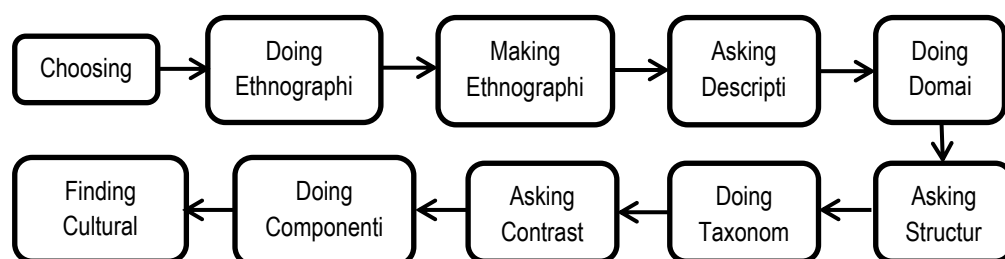 Choosing
Doing
Ethnographi
Making
Ethnographi
Asking
Descripti
Doing
Domai
Asking
Structur
Doing
Taxonom
Asking
Contrast
Doing
Componenti
Finding
Cultural